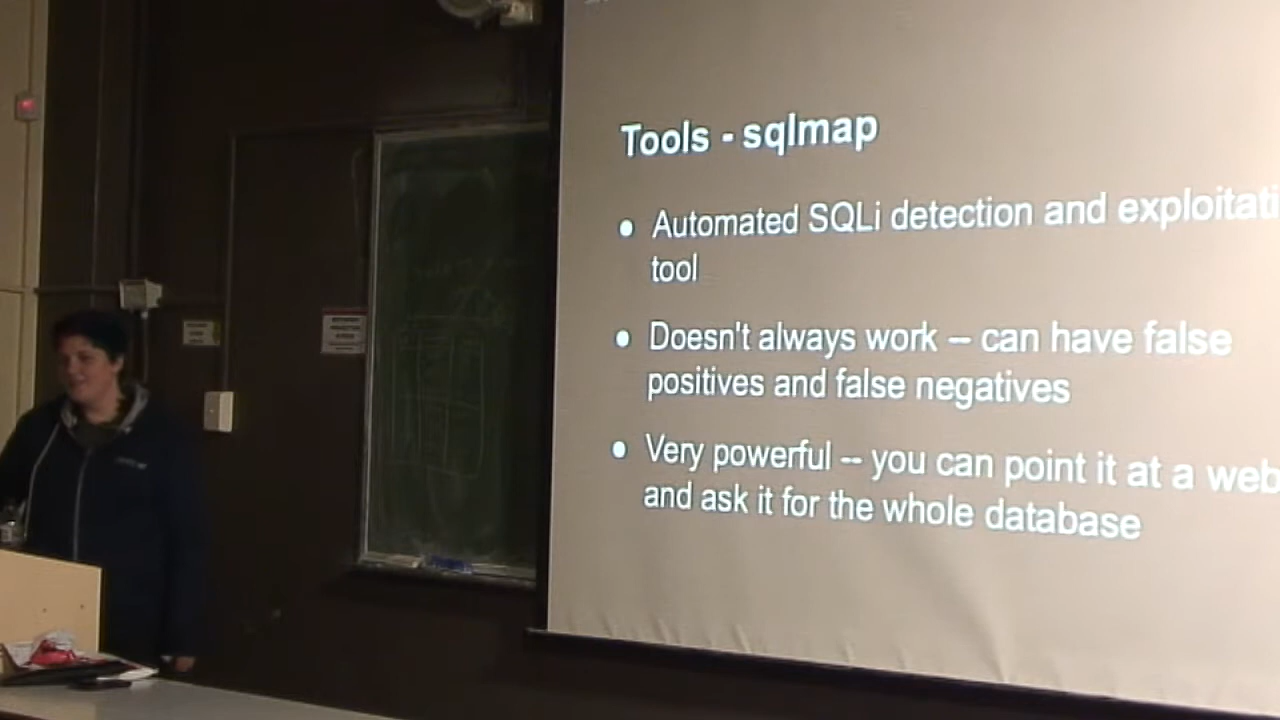 Tools - sqlmap
Automated SQLi detection and exploitati
tool
Doesn't always work -- can have false
positives and false negatives
Very powerful -- you can point it at a web
and ask it for the whole database